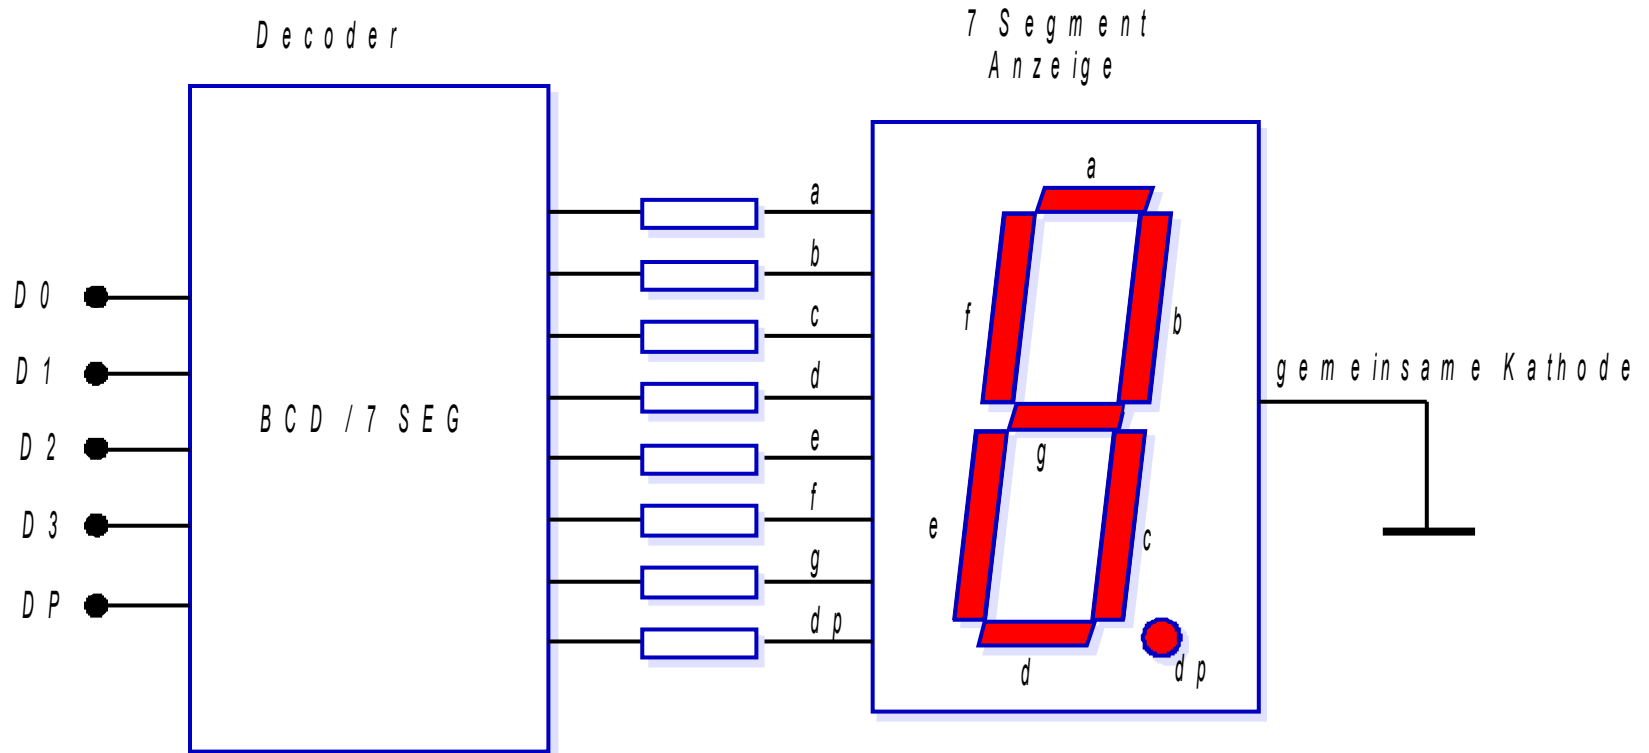 Decoder
7 Segment
Anzeige
D0
D1
D2
D3
DP
BCD/7 SEG
a
b
c
d
e
f
g
dp
a
f
b
g
e
c
d
dp
gemeinsame Kathode